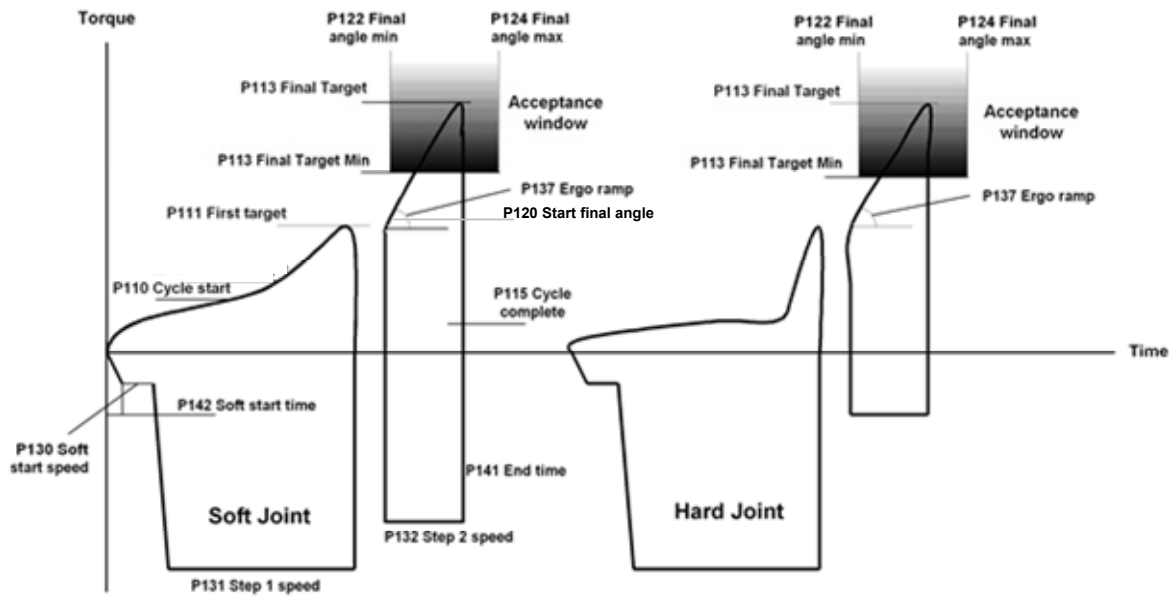 Torque
P122 Final
angle min
P124 Final
angle max
P122 Final
angle min
P124 Final
angle max
P113 Final Target
Acceptance
window
P113 Final Target
Acceptance
window
P113 Final Target Min
P113 Final Target Min
P137 Ergo ramp
P137 Ergo ramp
P111 First target
P120 Start final angle
P110 Cycle start
P115 Cycle
complete
Time
P142 Soft start time
P130 Soft
start speed
P141 End time
Soft Joint
Hard Joint
P132 Step 2 speed
P131 Step 1 speed